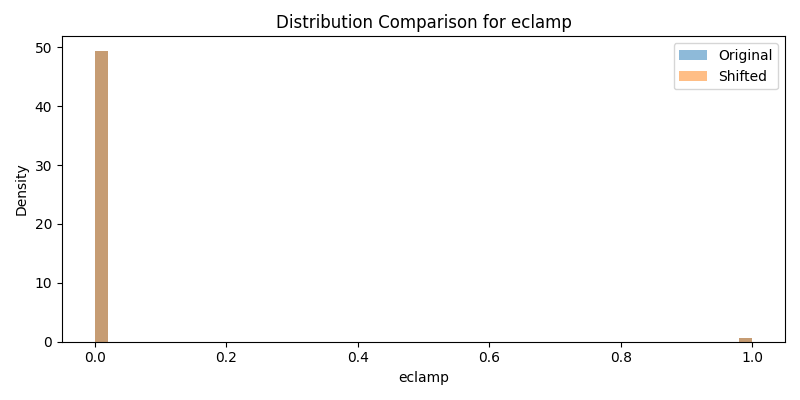 Distribution Comparison for eclamp
Original
Shifted
50
40
30
20
10
0
Density
0.0 0.2 0.4 0.6 0.8 1.0
eclamp